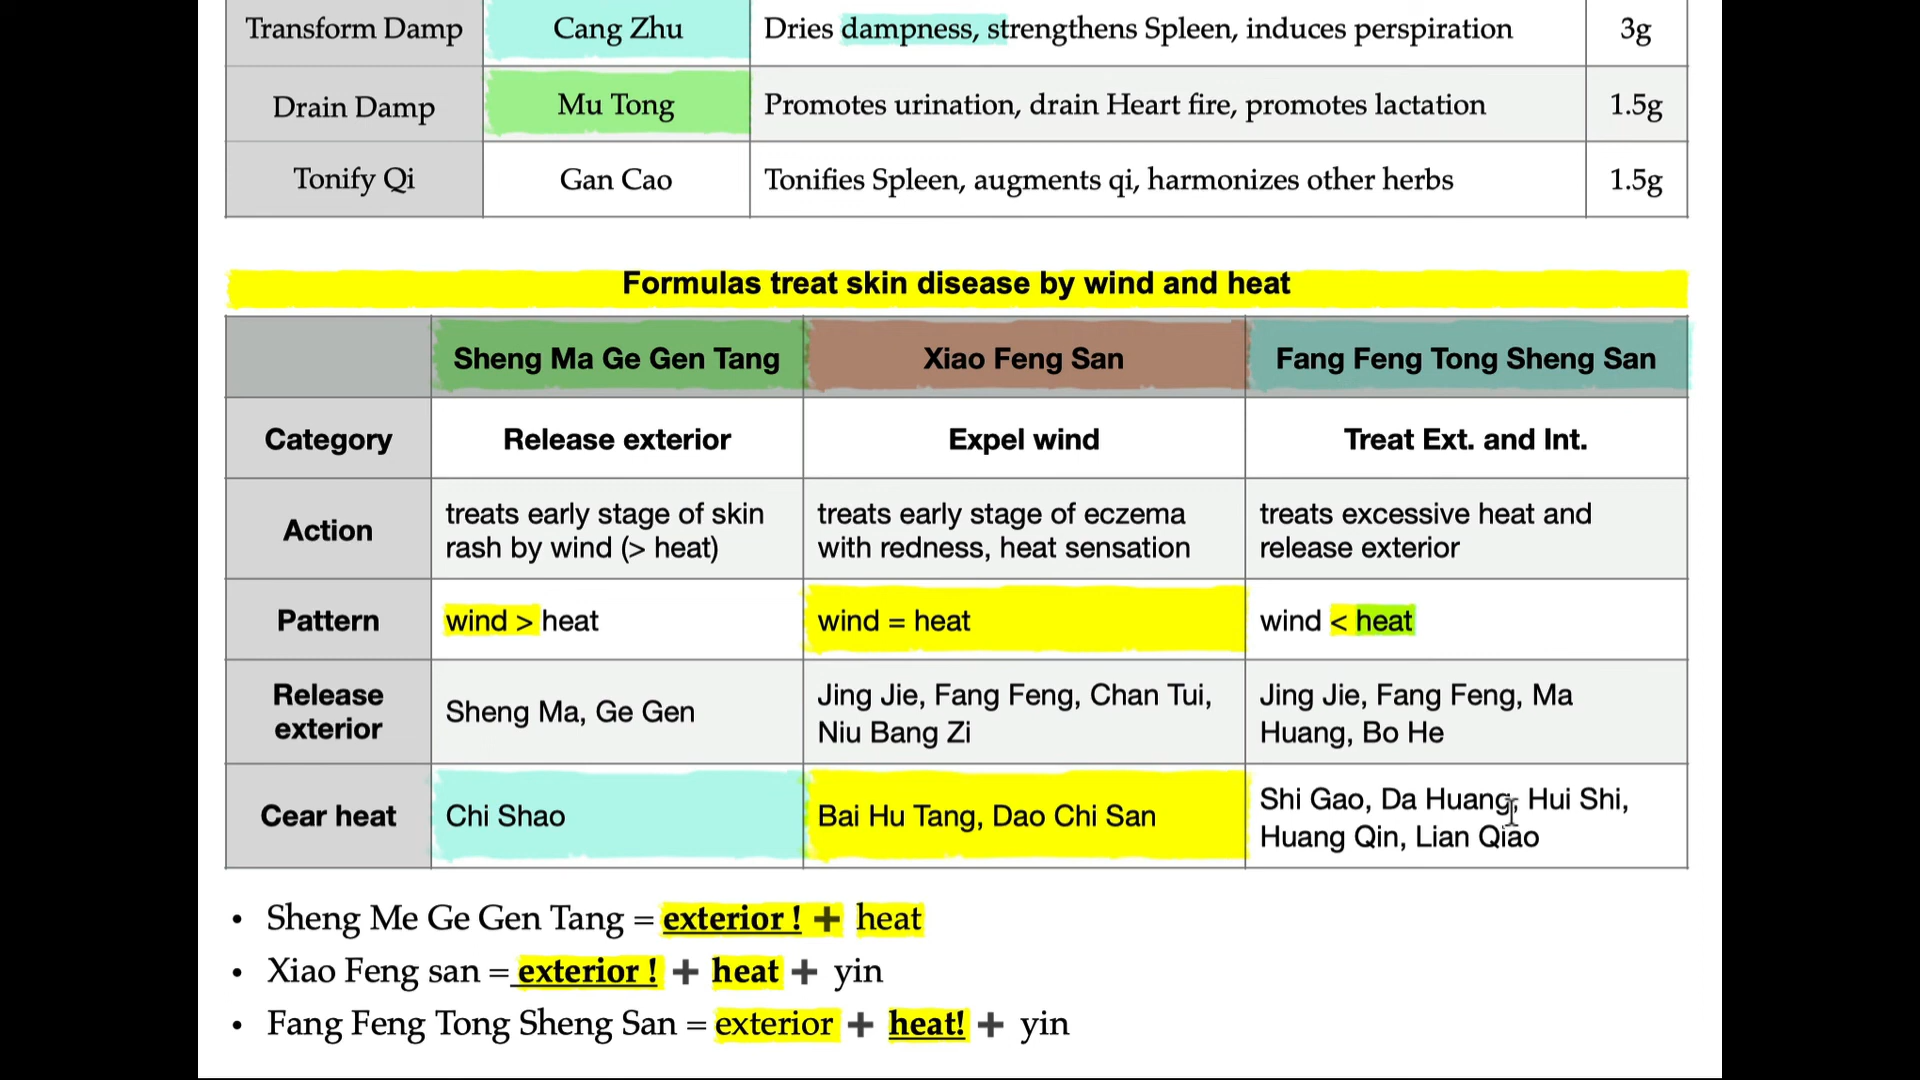 Transform Damp Cang Zhu Dries dampness, strengthens Spleen, induces perspiration 3g
Drain Damp Mu Tong Promotes urination, drain Heart fire, promotes lactation 1.5g
Tonify Qi Gan Cao Tonifies Spleen, augments qi, harmonizes other herbs 1.5g
Formulas treat skin disease by wind and heat
Sheng Ma Ge Gen Tang Xiao Feng San Fang Feng Tong Sheng San
Category Release exterior Expel wind Treat Ext. and Int.
Action
treats early stage of skin
rash by wind (> heat)
treats early stage of eczema
with redness, heat sensation
treats excessive heat and
release exterior
Pattern wind > heat wind = heat wind < heat
Release
exterior
Sheng Ma, Ge Gen
Jing Jie, Fang Feng, Chan Tui,
Niu Bang Zi
Jing Jie, Fang Feng, Ma
Huang, Bo He
Cear heat
Chi Shao
Bai Hu Tang, Dao Chi San
Shi Gao, Da Huang, Hui Shi,
Huang Qin, Lian Qiao
• Sheng Me Ge Gen Tang = exterior ! + heat
• Xiao Feng san = exterior ! + heat + yin
• Fang Feng Tong Sheng San = exterior + heat! + yin